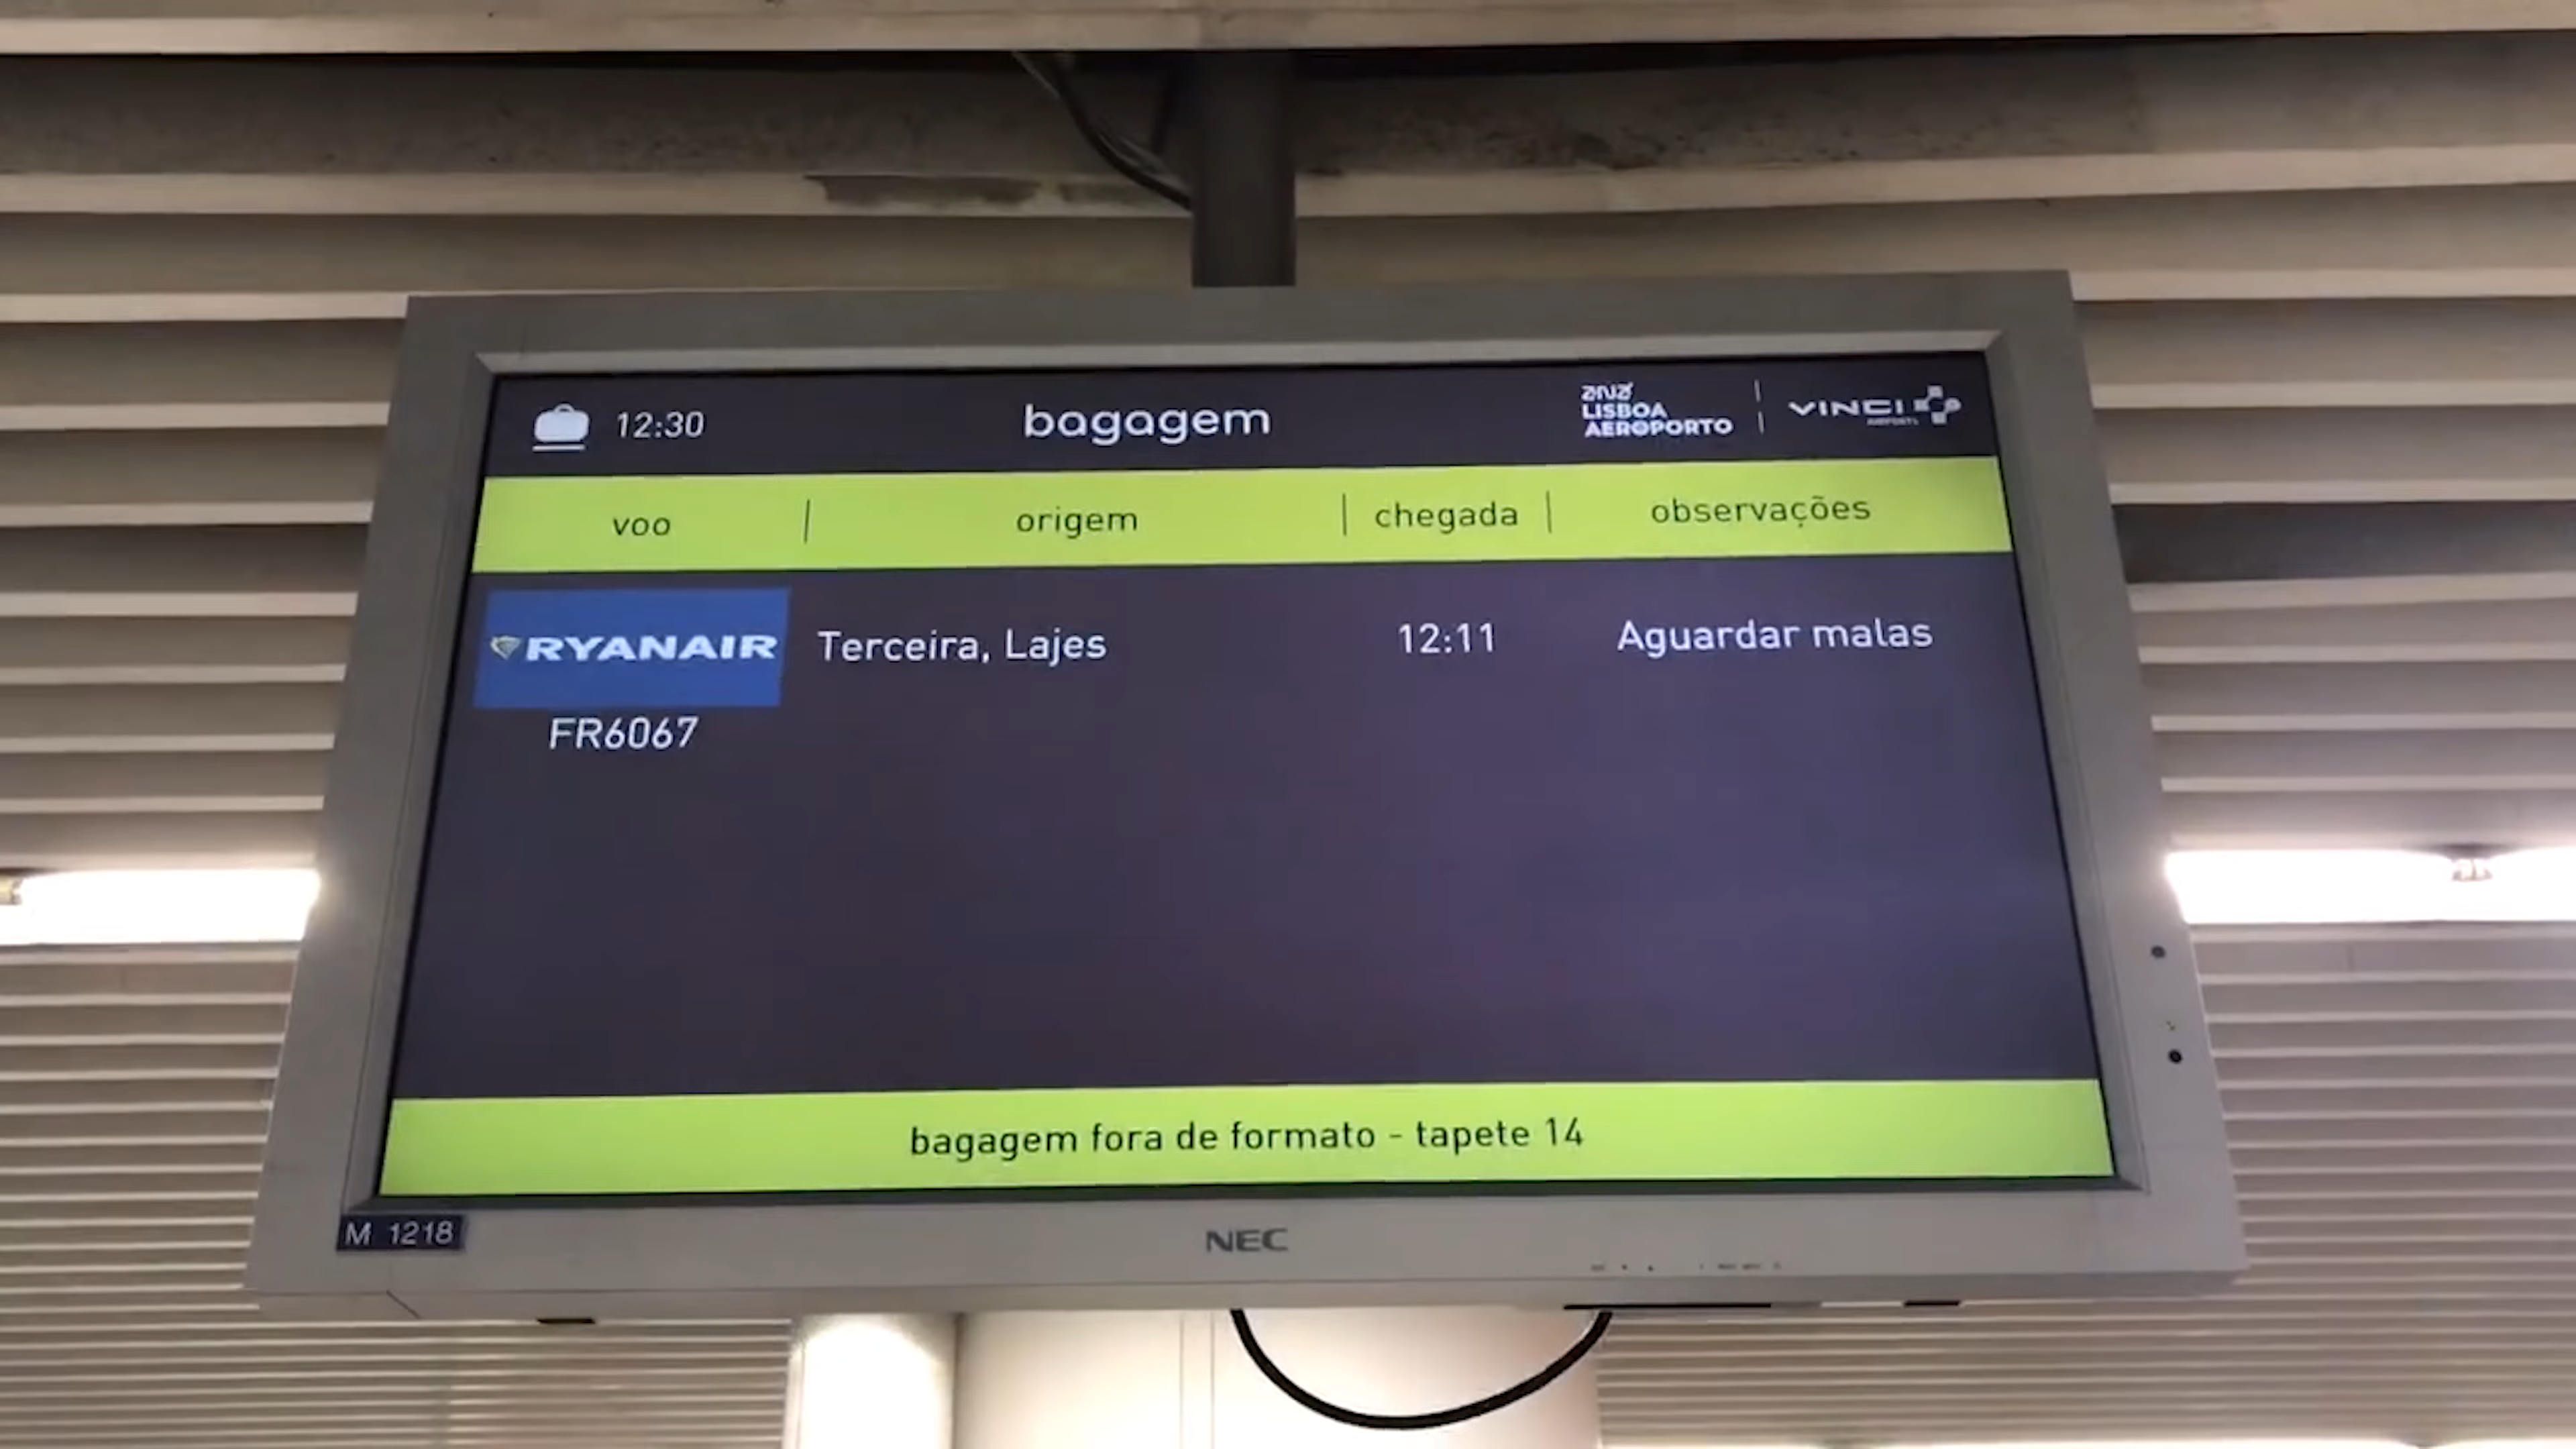 12:30
bagagem
ana
LISBOA
AEROPORTO
VINCI
AIRPORTS
voo
origem
chegada
observações
RYANAIR
Terceira, Lajes
12:11
Aguardar malas
FR6067
bagagem fora de formato - tapete 14
M 1218
NEC